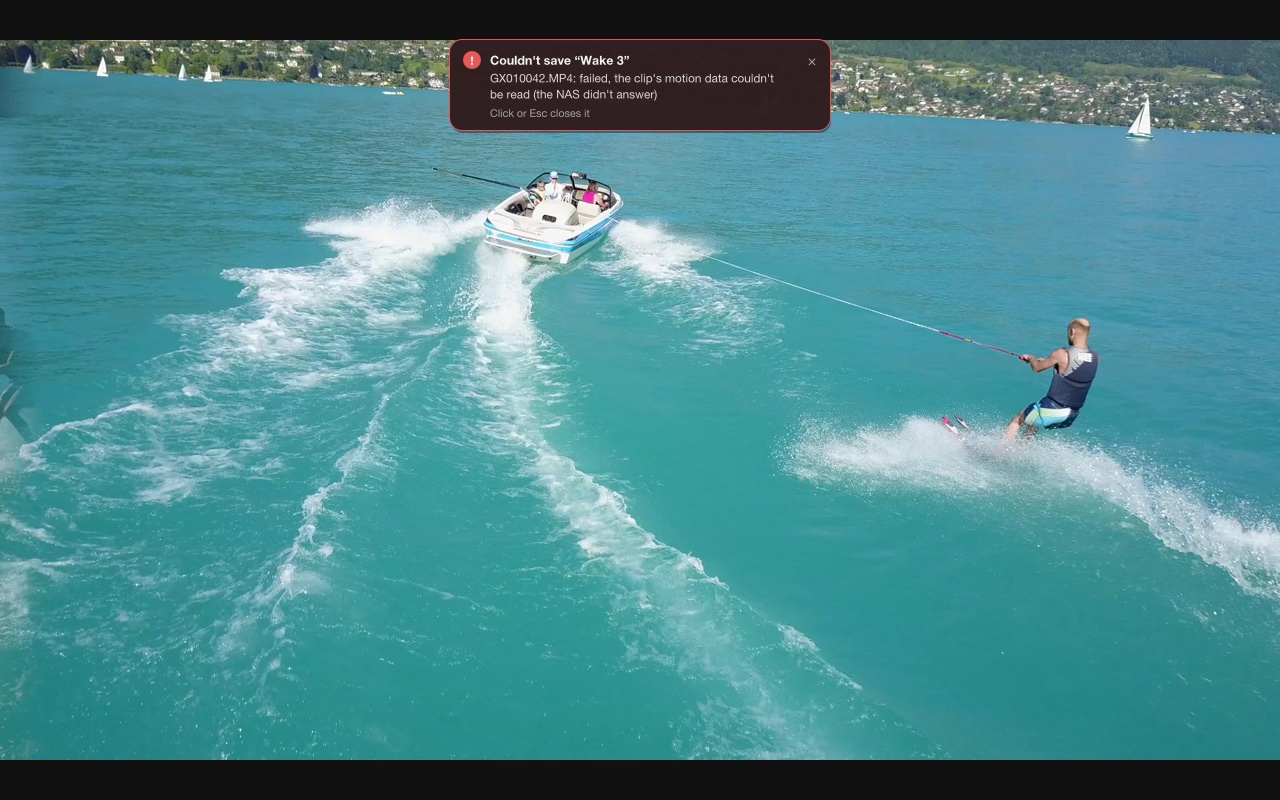 Couldn't save “Wake 3”
GX010042.MP4: failed, the clip's motion data couldn't
be read (the NAS didn't answer)
Click or Esc closes it